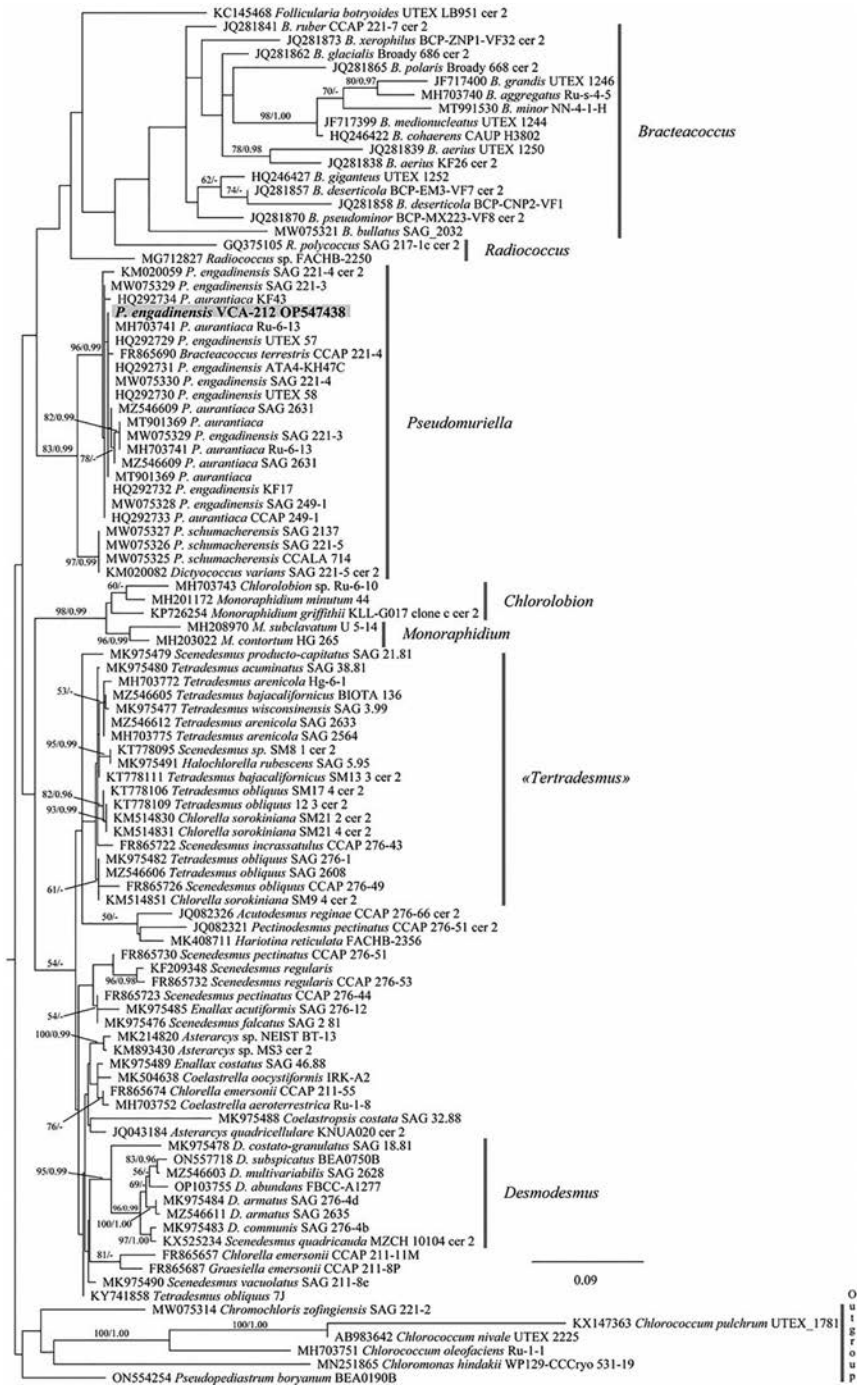 KC145468 Follicularia botryoides UTEX LB951 cer 2
JQ281841 B. ruber CCAP 221-7 cer 2
JQ281873 B. xerophilus BCP-ZNP1-VF32 cer 2
JQ281862 B. glacialis Broady 686 cer 2
JQ281865 B. polaris Broady 668 cer 2
80/0.97
JF717400 B. grandis UTEX 1246
70/-
MH703740 B. aggregatus Ru-s-4-5
MT991530 B. minor NN-4-1-H
98/1.00
JF717399 B. medionucleatus UTEX 1244
HQ246422 B. cohaerens CAUP H3802
Bracteacoccus
78/0.98
JQ281839 B. aerius UTEX 1250
JQ281838 B. aerius KF26 cer 2
62/-
HQ246427 B. giganteus UTEX 1252
74/-
JQ281857 B. deserticola BCP-EM3-VF7 cer 2
JQ281858 B. deserticola BCP-CNP2-VF1
JQ281870 B. pseudominor BCP-MX223-VF8 cer 2
MW075321 B. bullatus SAG_2032
GQ375105 R. polycoccus SAG 217-1c cer 2
Radiococcus
MG712827 Radiococcus sp. FACHB-2250
KM020059 P. engadinensis SAG 221-4 cer 2
MW075329 P. engadinensis SAG 221-3
HQ292734 P. aurantiaca KF43
P. engadinensis VCA-212 OP547438
MH703741 P. aurantiaca Ru-6-13
HQ292729 P. engadinensis UTEX 57
96/0.99
FR865690 Bracteacoccus terrestris CCAP 221-4
HQ292731 P. engadinensis ATA4-KH47C
MW075330 P. engadinensis SAG 221-4
HQ292730 P. engadinensis UTEX 58
82/0.99
MZ546609 P. aurantiaca SAG 2631
MT901369 P. aurantiaca
Pseudomuriella
MW075329 P. engadinensis SAG 221-3
83/0.99
MH703741 P. aurantiaca Ru-6-13
78/-
MZ546609 P. aurantiaca SAG 2631
MT901369 P. aurantiaca
HQ292732 P. engadinensis KF17
MW075328 P. engadinensis SAG 249-1
HQ292733 P. aurantiaca CCAP 249-1
MW075327 P. schumacherensis SAG 2137
MW075326 P. schumacherensis SAG 221-5
MW075325 P. schumacherensis CCALA 714
97/0.99
KM020082 Dictyococcus varians SAG 221-5 cer 2
60/-
MH703743 Chlorolobion sp. Ru-6-10
MH201172 Monoraphidium minutum 44
Chlorolobion
98/0.99
KP726254 Monoraphidium griffithii KLL-G017 clone c cer 2
MH208970 M. subclavatum U 5-14
Monoraphidium
96/0.99
MH203022 M. contortum HG 265
MK975479 Scenedesmus producto-capitatus SAG 21.81
MK975480 Tetradesmus acuminatus SAG 38.81
MH703772 Tetradesmus arenicola Hg-6-1
53/-
MZ546605 Tetradesmus bajacalifornicus BIOTA 136
MK975477 Tetradesmus wisconsinensis SAG 3.99
MZ546612 Tetradesmus arenicola SAG 2633
MH703775 Tetradesmus arenicola SAG 2564
95/0.99
KT778095 Scenedesmus sp. SM8 1 cer 2
MK975491 Halochlorella rubescens SAG 5.95
«Tertradesmus»
KT778111 Tetradesmus bajacalifornicus SM13 3 cer 2
82/0.96
KT778106 Tetradesmus obliquus SM17 4 cer 2
KT778109 Tetradesmus obliquus 12 3 cer 2
93/0.99
KM514830 Chlorella sorokiniana SM21 2 cer 2
KM514831 Chlorella sorokiniana SM21 4 cer 2
FR865722 Scenedesmus incrassatulus CCAP 276-43
MK975482 Tetradesmus obliquus SAG 276-1
MZ546606 Tetradesmus obliquus SAG 2608
61/-
FR865726 Scenedesmus obliquus CCAP 276-49
KM514851 Chlorella sorokiniana SM9 4 cer 2
50/-
JQ082326 Acutodesmus reginae CCAP 276-66 cer 2
JQ082321 Pectinodesmus pectinatus CCAP 276-51 cer 2
MK408711 Hariotina reticulata FACHB-2356
54/-
FR865730 Scenedesmus pectinatus CCAP 276-51
KF209348 Scenedesmus regularis
96/0.98
FR865732 Scenedesmus regularis CCAP 276-53
FR865723 Scenedesmus pectinatus CCAP 276-44
54/-
MK975485 Enallax acutiformis SAG 276-12
MK975476 Scenedesmus falcatus SAG 2 81
100/0.99
MK214820 Asterarcys sp. NEIST BT-13
KM893430 Asterarcys sp. MS3 cer 2
MK975489 Enallax costatus SAG 46.88
MK504638 Coelastrella oocystiformis IRK-A2
FR865674 Chlorella emersonii CCAP 211-55
MH703752 Coelastrella aeroterrestrica Ru-1-8
76/-
MK975488 Coelastropsis costata SAG 32.88
JQ043184 Asterarcys quadricellulare KNUA020 cer 2
MK975478 D. costato-granulatus SAG 18.81
83/0.96
ON557718 D. subspicatus BEA0750B
95/0.99
56/-
MZ546603 D. multivariabilis SAG 2628
69/-
OP103755 D. abundans FBCC-A1277
MK975484 D. armatus SAG 276-4d
Desmodesmus
96/0.99
MZ546611 D. armatus SAG 2635
100/1.00
MK975483 D. communis SAG 276-4b
97/1.00
KX525234 Scenedesmus quadricauda MZCH 10104 cer 2
81/-
FR865657 Chlorella emersonii CCAP 211-11M
FR865687 Graesiella emersonii CCAP 211-8P
MK975490 Scenedesmus vacuolatus SAG 211-8e
0.09
KY741858 Tetradesmus obliquus 7J
MW075314 Chromochloris zofingiensis SAG 221-2
100/1.00
KX147363 Chlorococcum pulchrum UTEX_1781
100/1.00
AB983642 Chlorococcum nivale UTEX 2225
MH703751 Chlorococcum oleofaciens Ru-1-1
MN251865 Chloromonas hindakii WP129-CCCryo 531-19
ON554254 Pseudopediastrum boryanum BEA0190B
Outgroup